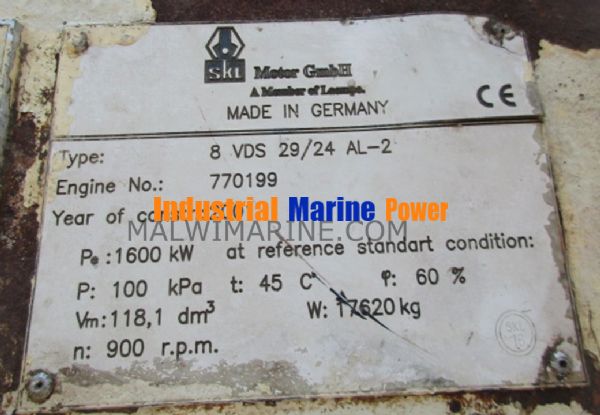 SKL Motor GmbH
A Member of Laempe.
MADE IN GERMANY
CE
Type: 8 VDS 29/24 AL-2
Engine No.: 770199
Year of
Industrial Marine Power
MALWIMARINE.COM
Pe :1600 kW at reference standart condition:
P: 100 kPa t: 45 C° φ: 60 %
Vm:118,1 dm³ W: 17620 kg
n: 900 r.p.m.
SKL